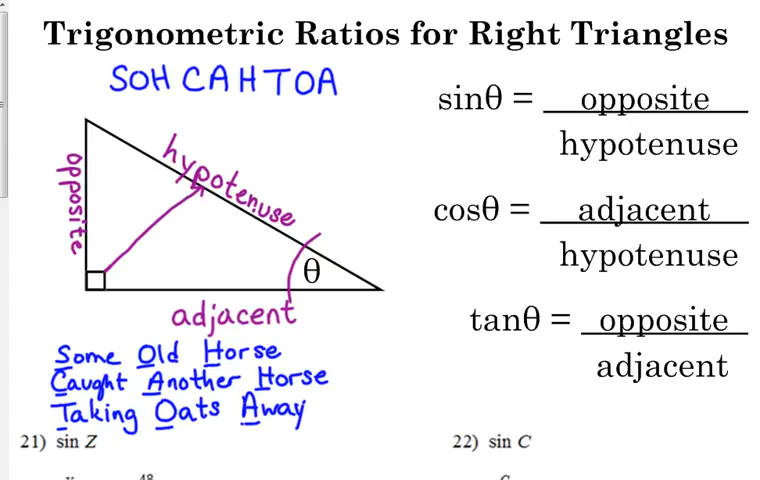 Trigonometric Ratios for Right Triangles
SOH CAHTOA
opposite
hypotenuse
θ
adjacent
Some Old Horse
Caught Another Horse
Taking Oats Away
sinθ = opposite
hypotenuse
cosθ = adjacent
hypotenuse
tanθ = opposite
adjacent
21) sin Z
22) sin C
48